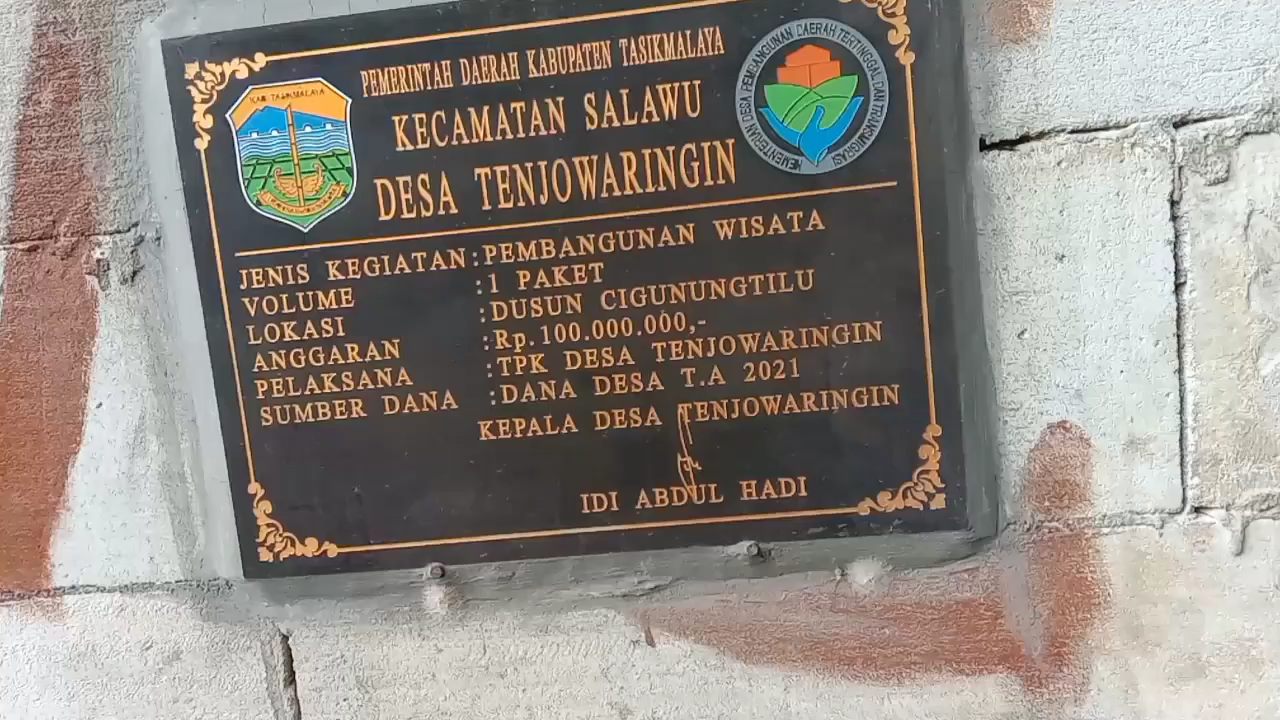 PEMERINTAH DAERAH KABUPATEN TASIKMALAYA
KECAMATAN SALAWU
DESA TENJOWARINGIN
KAB. TASIKMALAYA
KEMENTERIAN DESA PEMBANGUNAN DAERAH TERTINGGAL DAN TRANSMIGRASI
JENIS KEGIATAN : PEMBANGUNAN WISATA
VOLUME : 1 PAKET
LOKASI : DUSUN CIGUNUNGTILU
ANGGARAN : Rp. 100.000.000,-
PELAKSANA : TPK DESA TENJOWARINGIN
SUMBER DANA : DANA DESA T.A 2021
KEPALA DESA TENJOWARINGIN
IDI ABDUL HADI